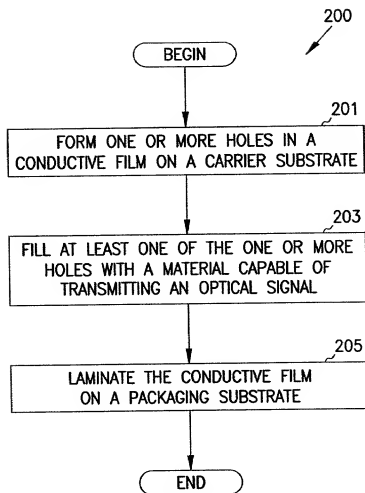 200
BEGIN
201
FORM ONE OR MORE HOLES IN A
CONDUCTIVE FILM ON A CARRIER SUBSTRATE
203
FILL AT LEAST ONE OF THE ONE OR MORE
HOLES WITH A MATERIAL CAPABLE OF
TRANSMITTING AN OPTICAL SIGNAL
205
LAMINATE THE CONDUCTIVE FILM
ON A PACKAGING SUBSTRATE
END